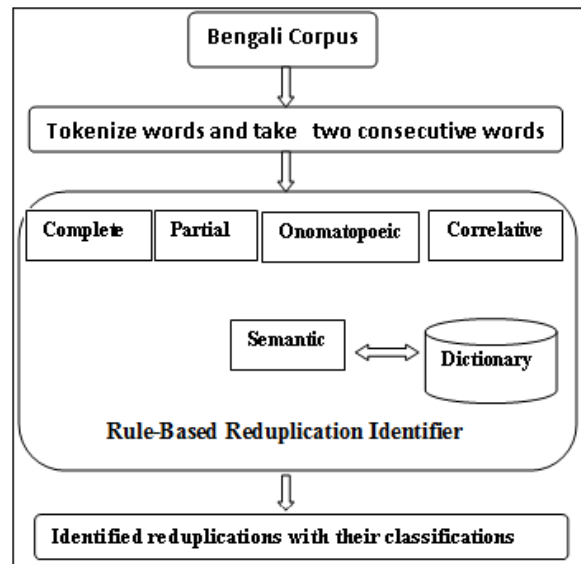 Bengali Corpus
Tokenize words and take two consecutive words
Complete
Partial
Onomatopoeic
Correlative
Semantic
Dictionary
Rule-Based Reduplication Identifier
Identified reduplications with their classifications